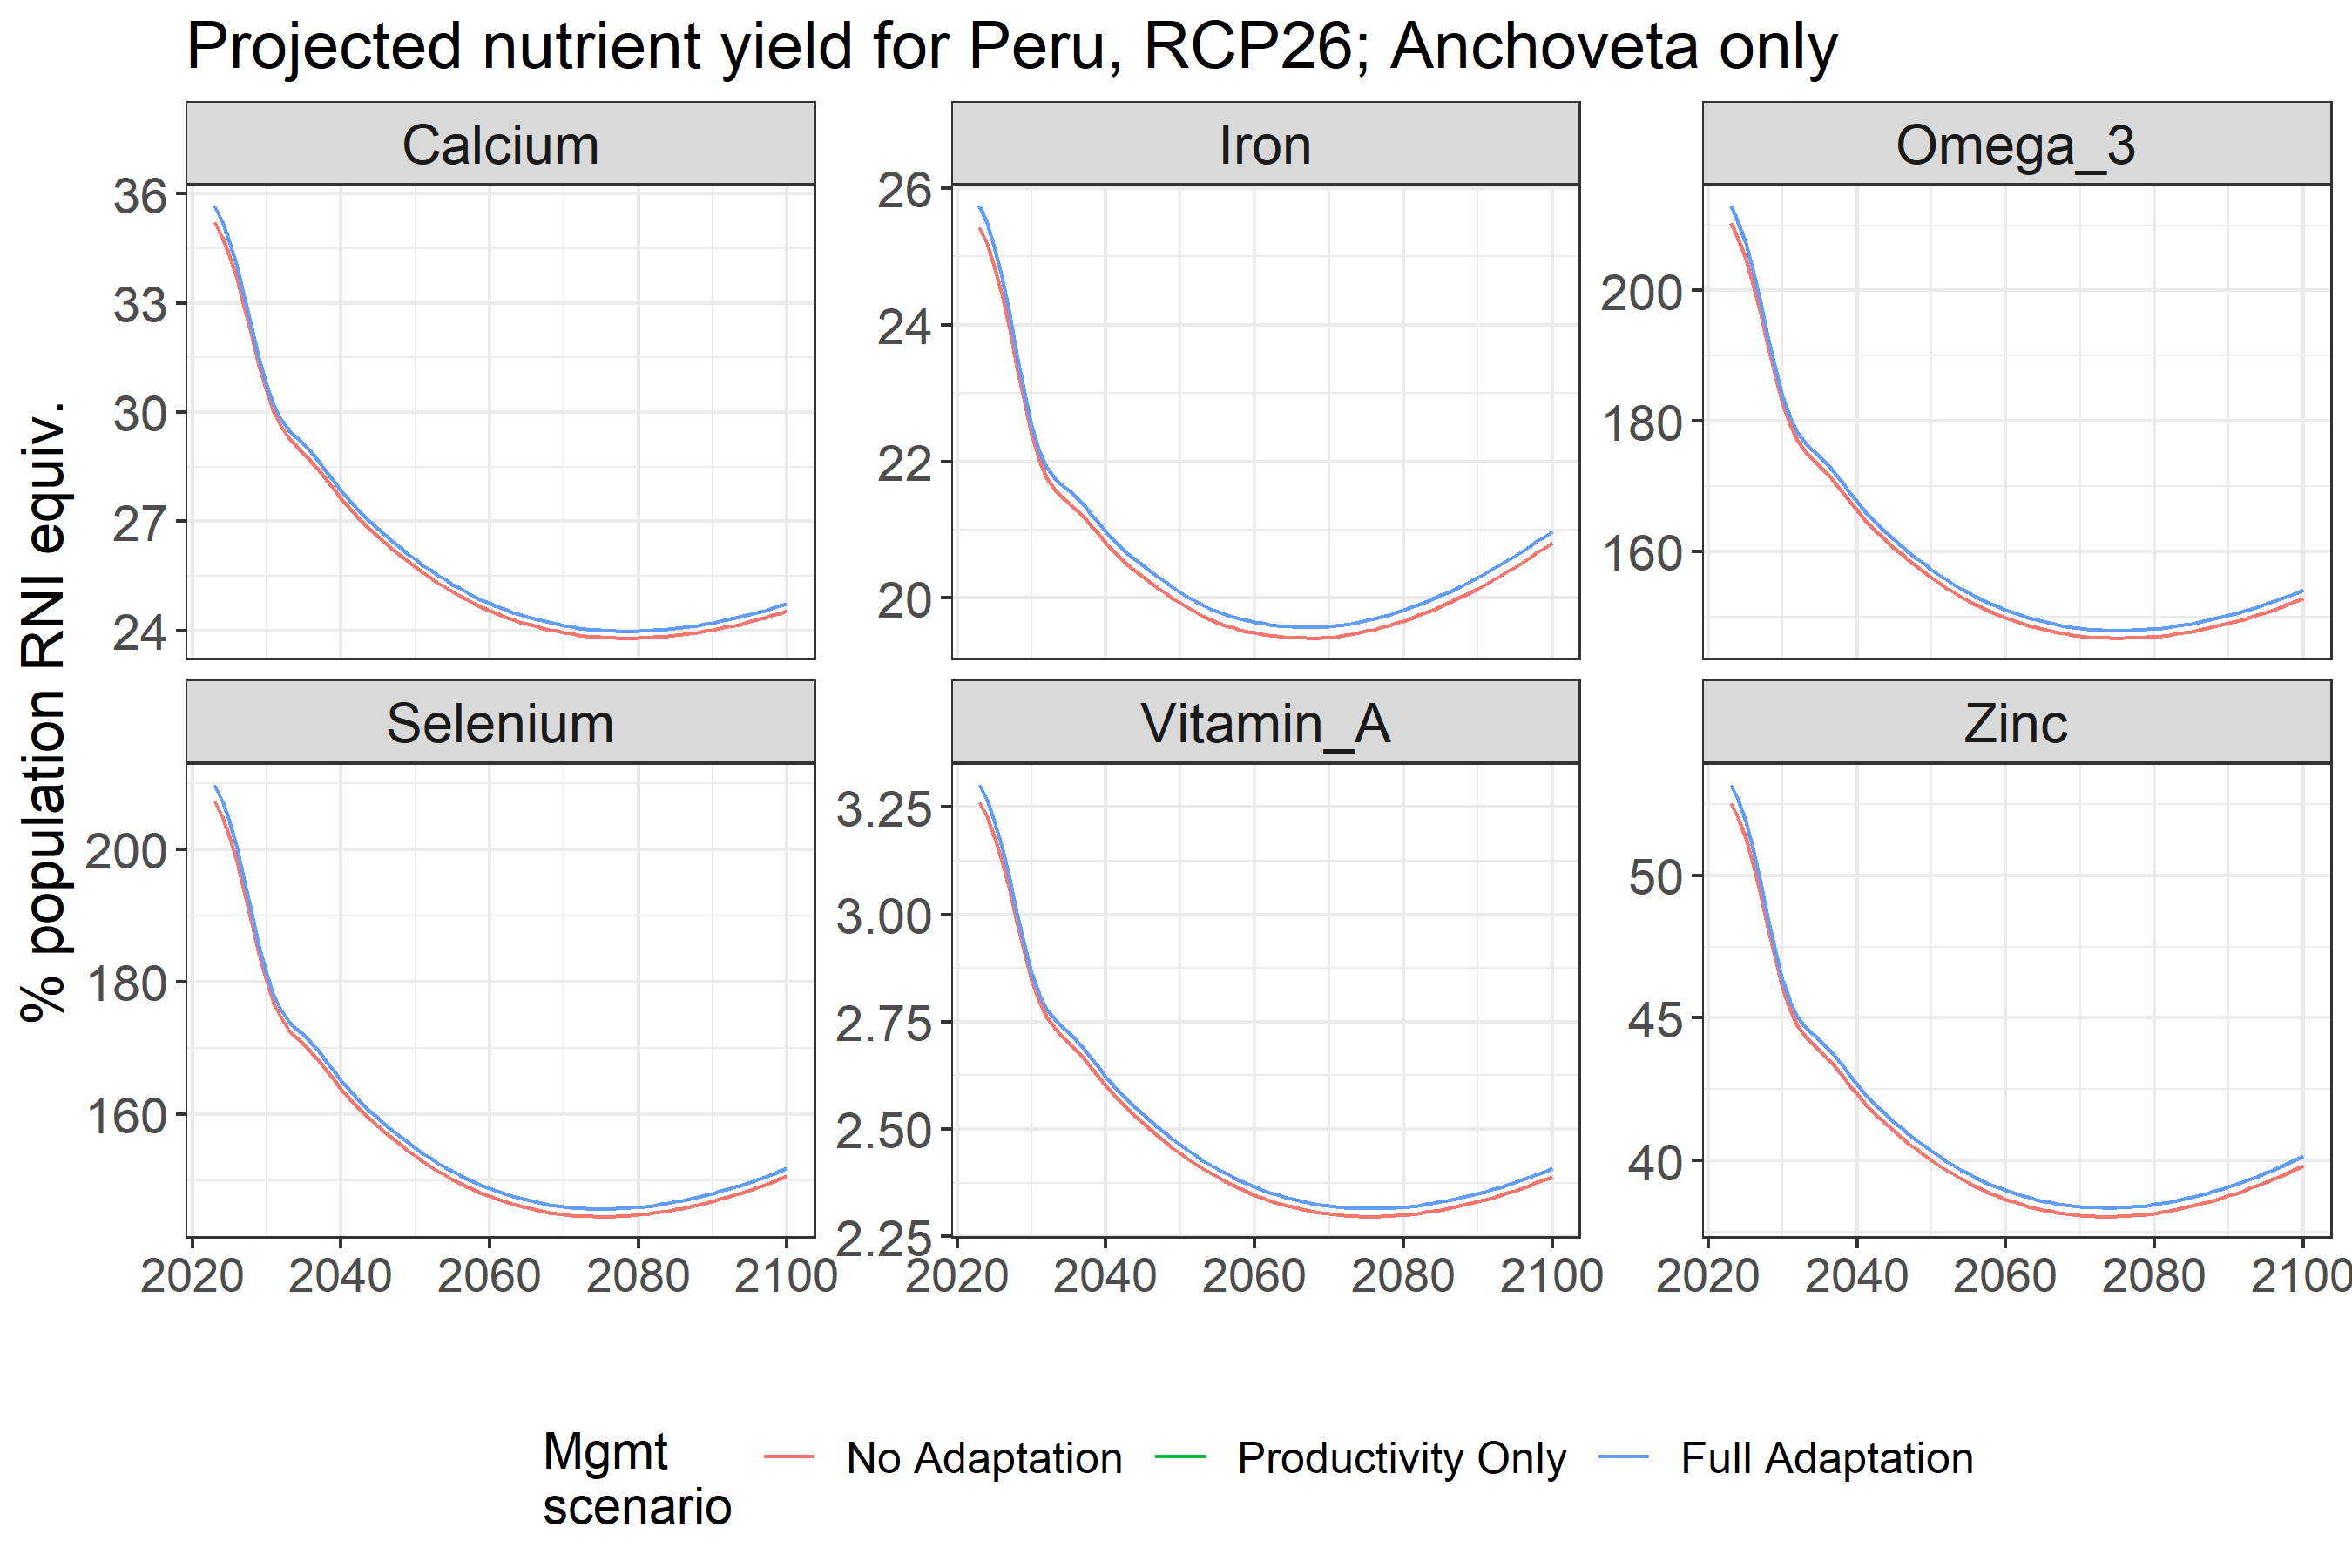 Projected nutrient yield for Peru, RCP26; Anchoveta only
% population RNI equiv.
Calcium
36
33
30
27
24
Iron
26
24
22
20
Omega_3
200
180
160
Selenium
200
180
160
2020 2040 2060 2080 2100
Vitamin_A
3.25
3.00
2.75
2.50
2.25
2020 2040 2060 2080 2100
Zinc
50
45
40
2020 2040 2060 2080 2100
Mgmt
scenario
No Adaptation Productivity Only Full Adaptation